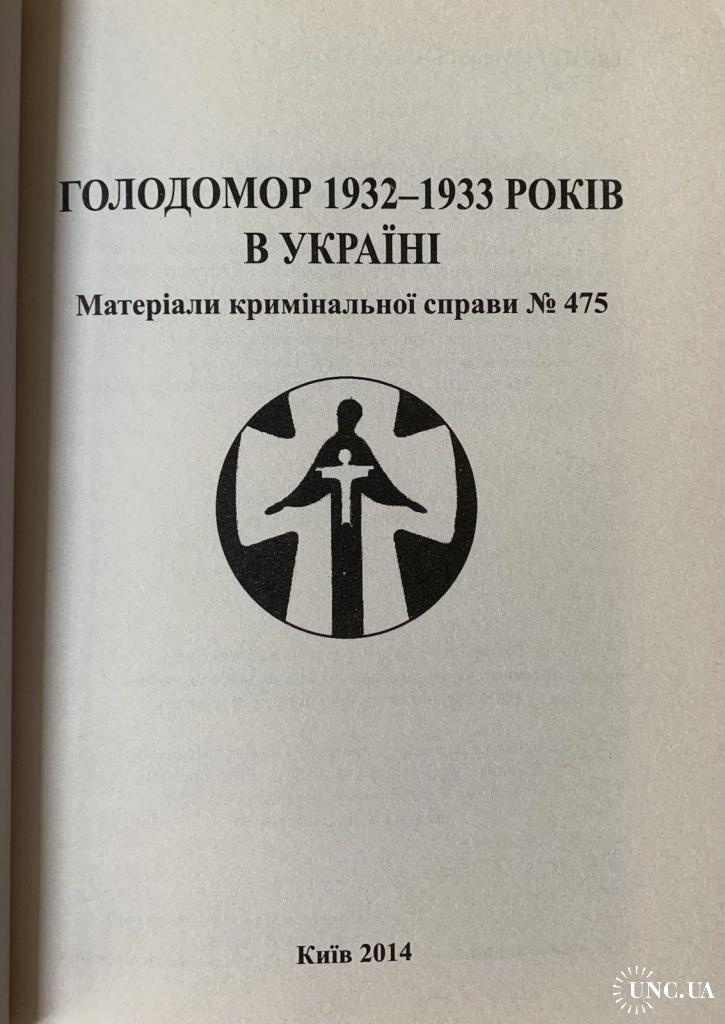 ГОЛОДОМОР 1932–1933 РОКІВ
В УКРАЇНІ
Матеріали кримінальної справи № 475
Київ 2014
UNC.UA